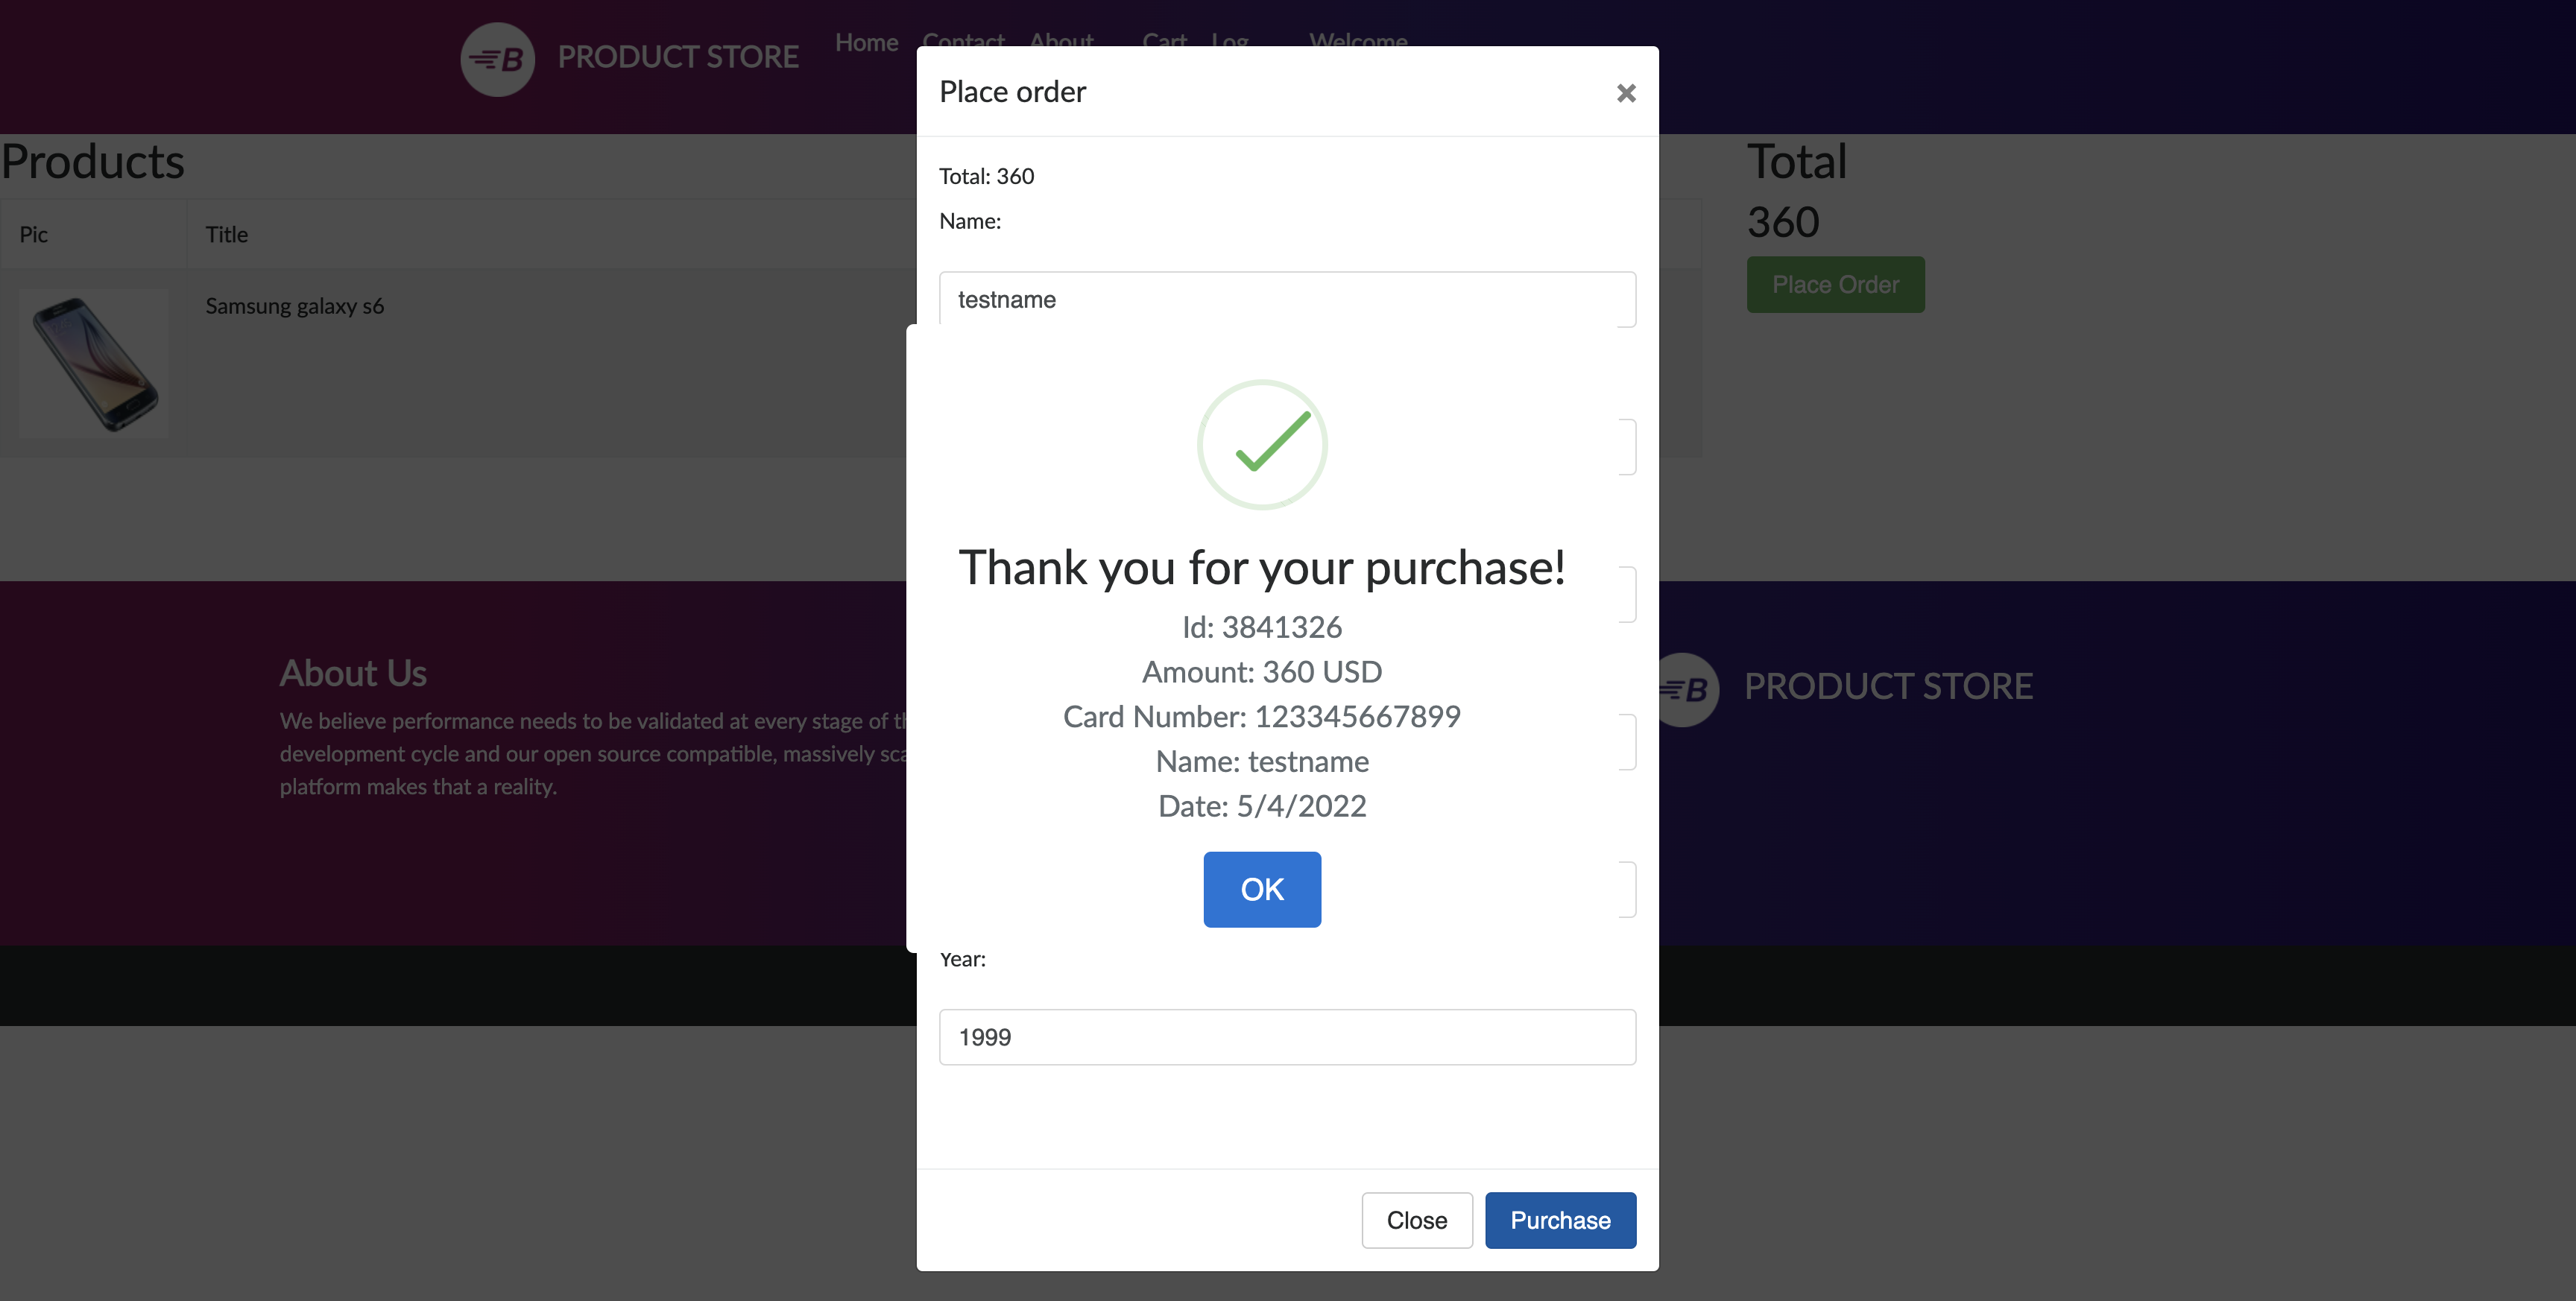 B PRODUCT STORE Home Contact About Cart Log Welcome
Place order ×
Products
Total
Total: 360
360
Name:
Pic Title
Place Order
testname
Samsung galaxy s6
Thank you for your purchase!
Id: 3841326
Amount: 360 USD
Card Number: 123345667899
Name: testname
Date: 5/4/2022
OK
About Us
We believe performance needs to be validated at every stage of
development cycle and our open source compatible, massively
platform makes that a reality.
B PRODUCT STORE
Year:
1999
Close Purchase